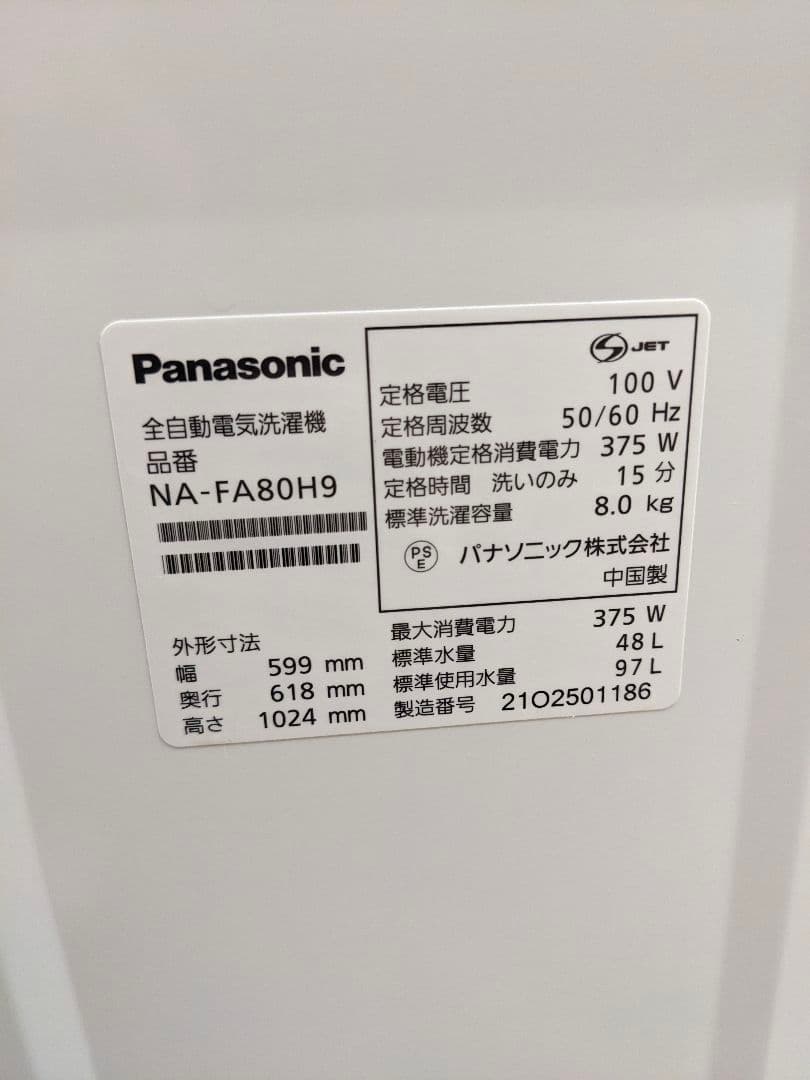 Panasonic
全自動電気洗濯機
品番
NA-FA80H9
外形寸法
幅 599 mm
奥行 618 mm
高さ 1024 mm
S JET
定格電圧 100 V
定格周波数 50/60 Hz
電動機定格消費電力 375 W
定格時間 洗いのみ 15 分
標準洗濯容量 8.0 kg
PS
E パナソニック株式会社
中国製
最大消費電力 375 W
標準水量 48 L
標準使用水量 97 L
製造番号 21O2501186